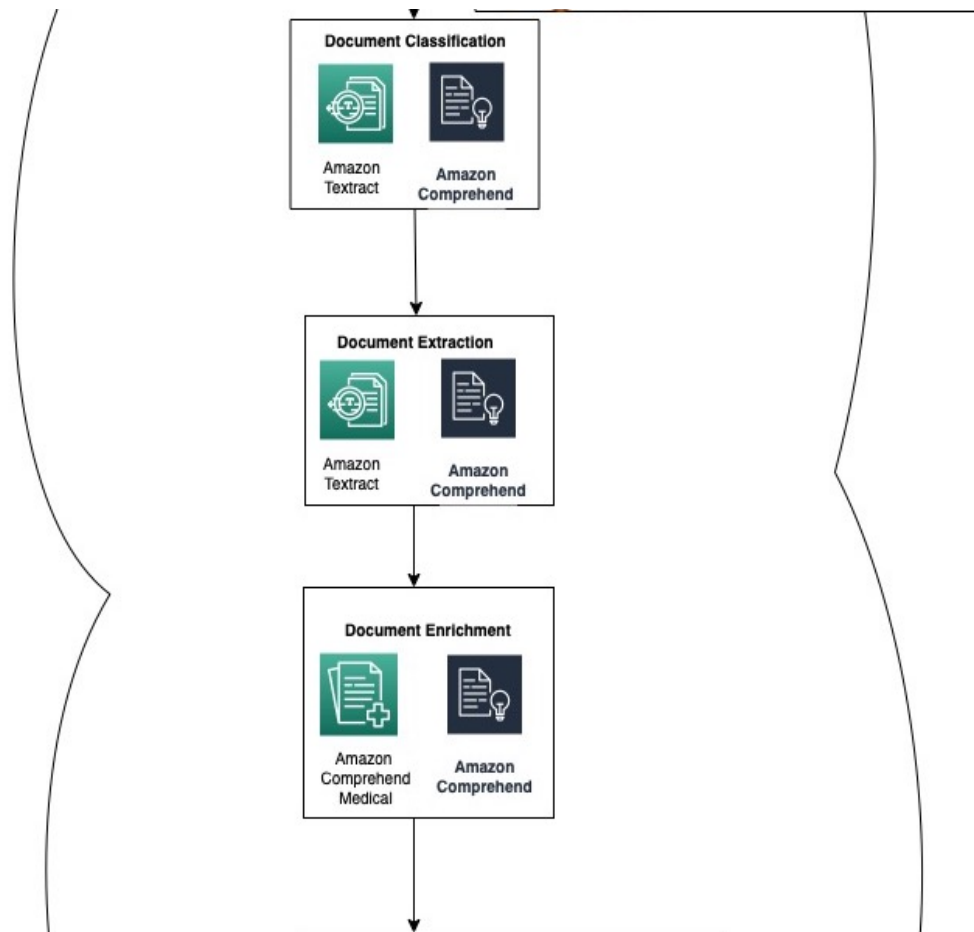 Document Classification
Amazon
Textract
Amazon
Comprehend
Document Extraction
Amazon
Textract
Amazon
Comprehend
Document Enrichment
Amazon
Comprehend
Medical
Amazon
Comprehend